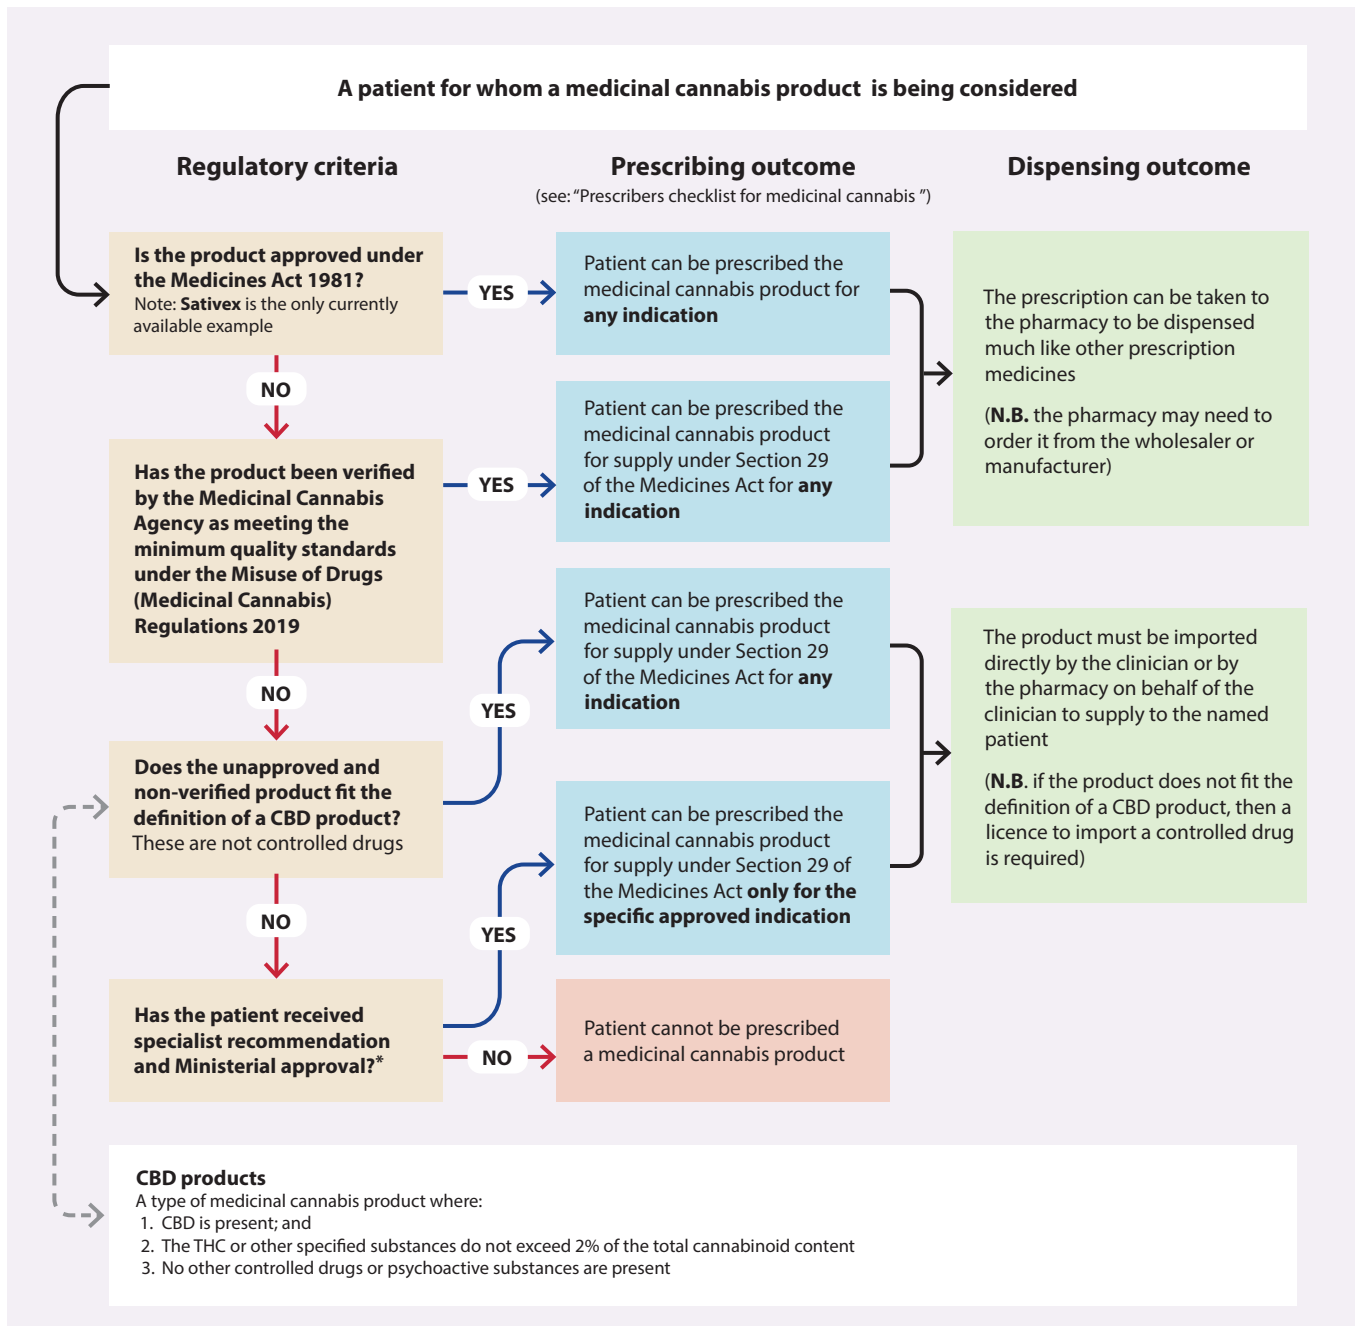 A patient for whom a medicinal cannabis product is being considered
Regulatory criteria
Prescribing outcome
(see: “Prescribers checklist for medicinal cannabis ”)
Dispensing outcome
Is the product approved under
the Medicines Act 1981?
Note: Sativex is the only currently
available example
YES
Patient can be prescribed the
medicinal cannabis product for
any indication
The prescription can be taken to
the pharmacy to be dispensed
much like other prescription
medicines
(N.B. the pharmacy may need to
order it from the wholesaler or
manufacturer)
NO
Has the product been verified
by the Medicinal Cannabis
Agency as meeting the
minimum quality standards
under the Misuse of Drugs
(Medicinal Cannabis)
Regulations 2019
YES
Patient can be prescribed the
medicinal cannabis product
for supply under Section 29
of the Medicines Act for any
indication
NO
Does the unapproved and
non-verified product fit the
definition of a CBD product?
These are not controlled drugs
YES
Patient can be prescribed the
medicinal cannabis product
for supply under Section 29
of the Medicines Act for any
indication
The product must be imported
directly by the clinician or by
the pharmacy on behalf of the
clinician to supply to the named
patient
(N.B. if the product does not fit the
definition of a CBD product, then a
licence to import a controlled drug
is required)
NO
Has the patient received
specialist recommendation
and Ministerial approval?*
YES
Patient can be prescribed the
medicinal cannabis product
for supply under Section 29 of
the Medicines Act only for the
specific approved indication
NO
Patient cannot be prescribed
a medicinal cannabis product
CBD products
A type of medicinal cannabis product where:
1. CBD is present; and
2. The THC or other specified substances do not exceed 2% of the total cannabinoid content
3. No other controlled drugs or psychoactive substances are present